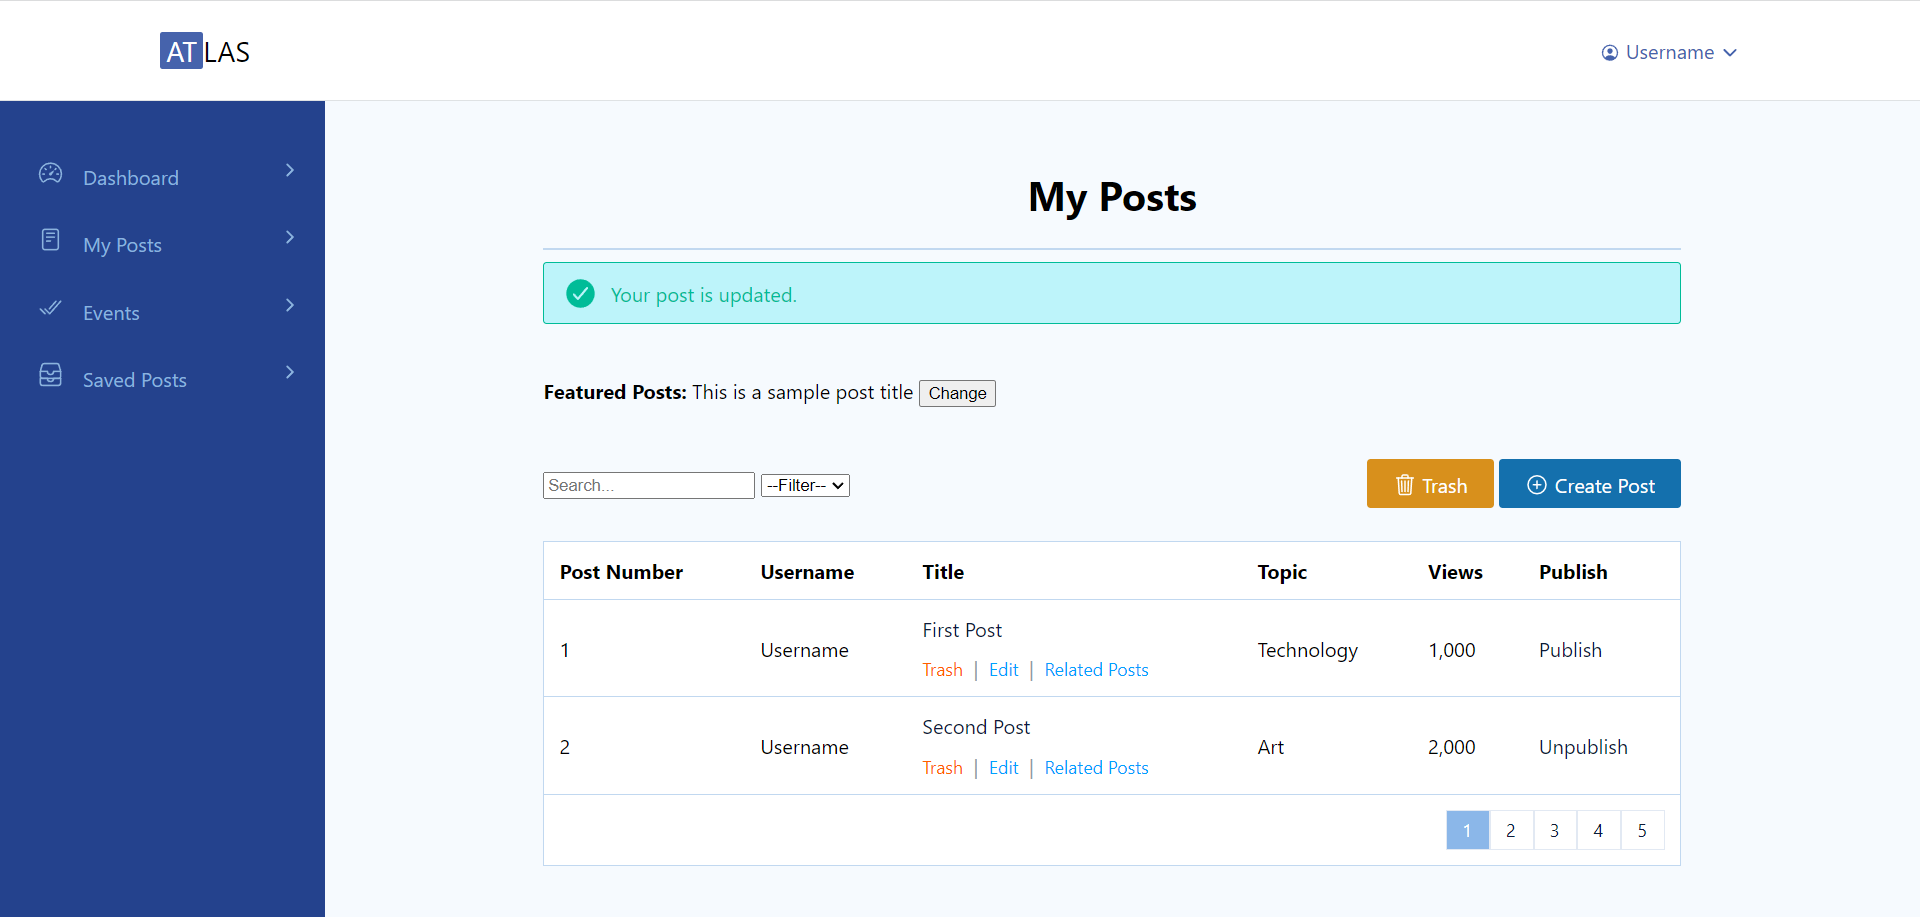 ATLAS
Username
Dashboard
My Posts
Events
Saved Posts
My Posts
Your post is updated.
Featured Posts: This is a sample post title Change
Search... --Filter-- Trash Create Post
Post Number Username Title Topic Views Publish
1 Username First Post Technology 1,000 Publish
Trash | Edit | Related Posts
2 Username Second Post Art 2,000 Unpublish
Trash | Edit | Related Posts
1 2 3 4 5